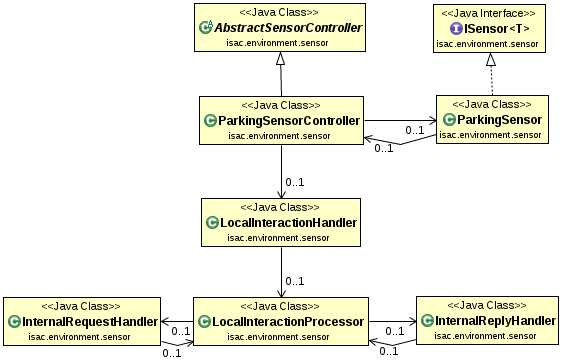 <<Java Class>>
AbstractSensorController
isac.environment.sensor
<<Java Interface>>
ISensor<T>
isac.environment.sensor
<<Java Class>>
ParkingSensorController
isac.environment.sensor
0..1
0..1
<<Java Class>>
ParkingSensor
isac.environment.sensor
0..1
<<Java Class>>
LocalInteractionHandler
isac.environment.sensor
0..1
<<Java Class>>
InternalRequestHandler
isac.environment.sensor
0..1
0..1
<<Java Class>>
LocalInteractionProcessor
isac.environment.sensor
0..1
0..1
<<Java Class>>
InternalReplyHandler
isac.environment.sensor